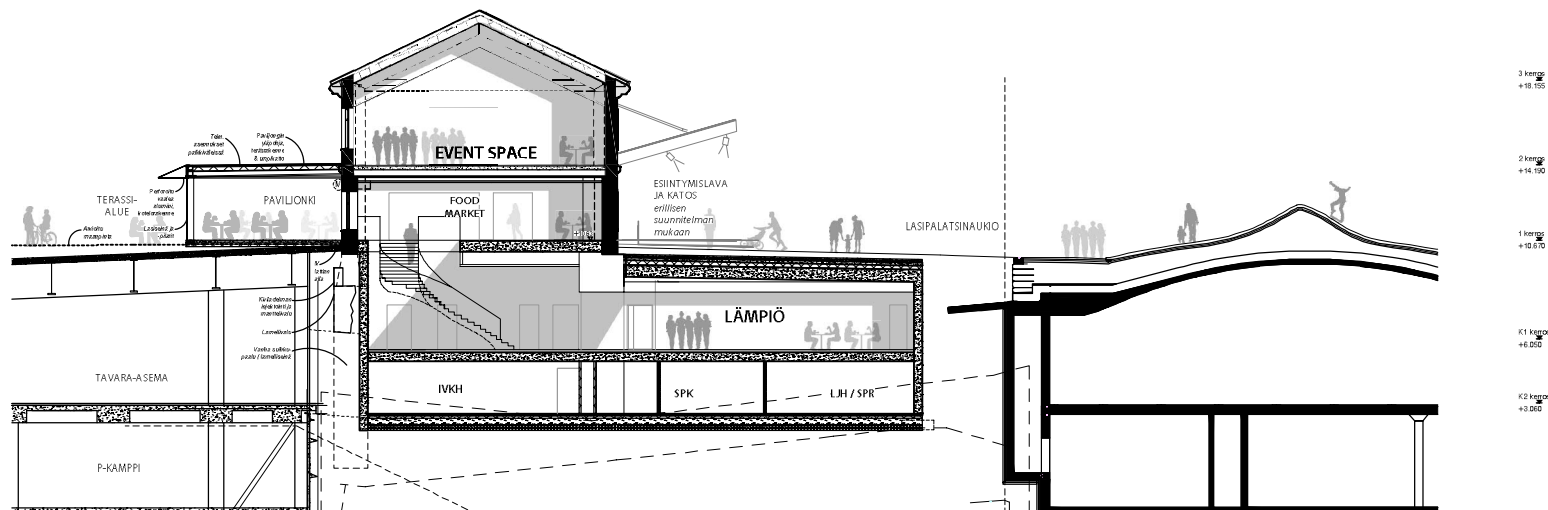 3 kerros
+18.155
EVENT SPACE
2 kerros
+14.190
TERASSI-
ALUE
PAVILJONKI
FOOD
MARKET
ESIINTYMISLAVA
JA KATOS
erillisen
suunnitelman
mukaan
LASIPALATSINAUKIO
1 kerros
+10.670
LÄMPIÖ
K1 kerros
+6.050
TAVARA-ASEMA
IVKH
SPK
LJH / SPR
K2 kerros
+3.060
P-KAMPPI